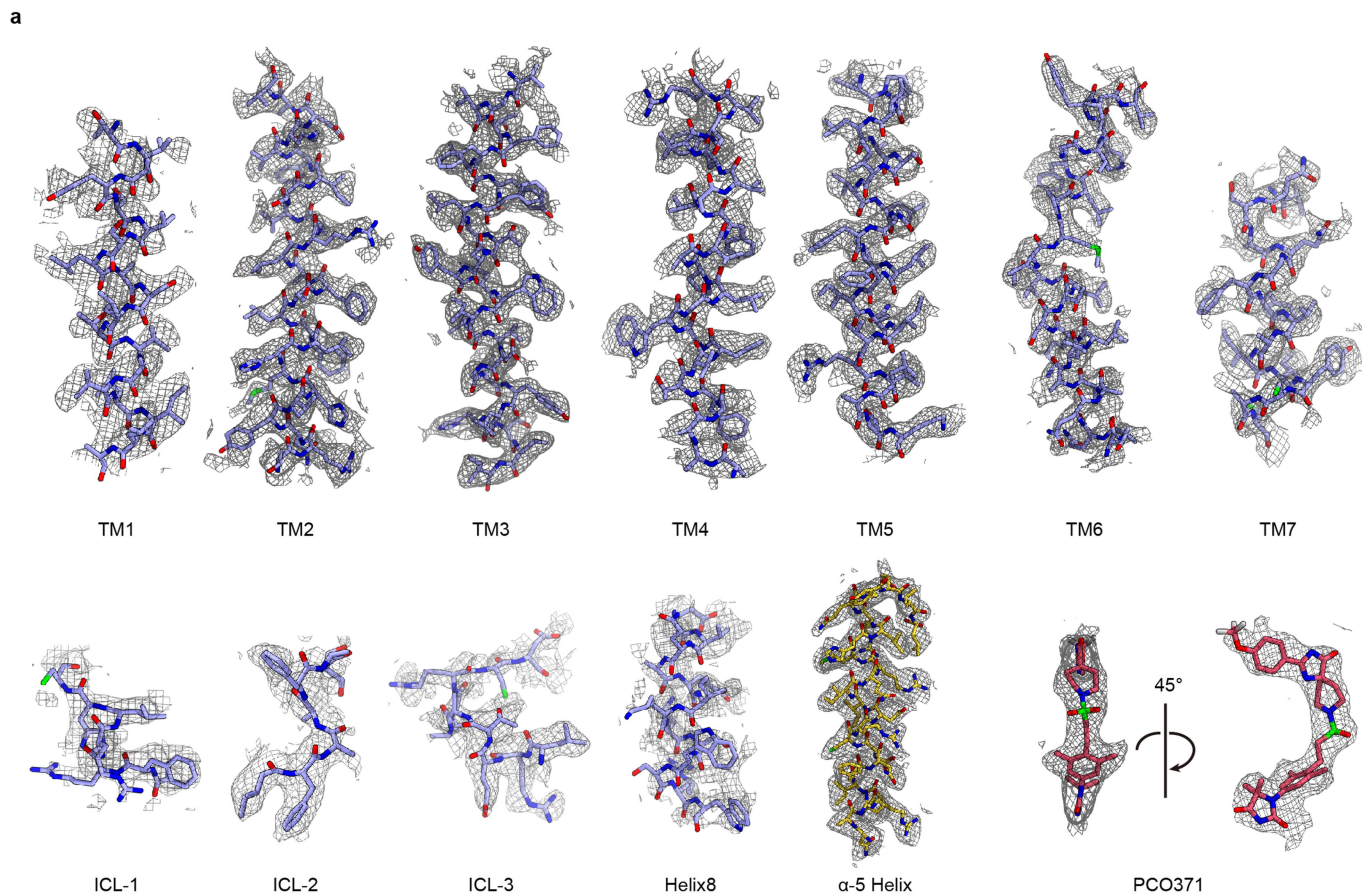 a
TM1 TM2 TM3 TM4 TM5 TM6 TM7
45°
ICL-1 ICL-2 ICL-3 Helix8 α-5 Helix PCO371